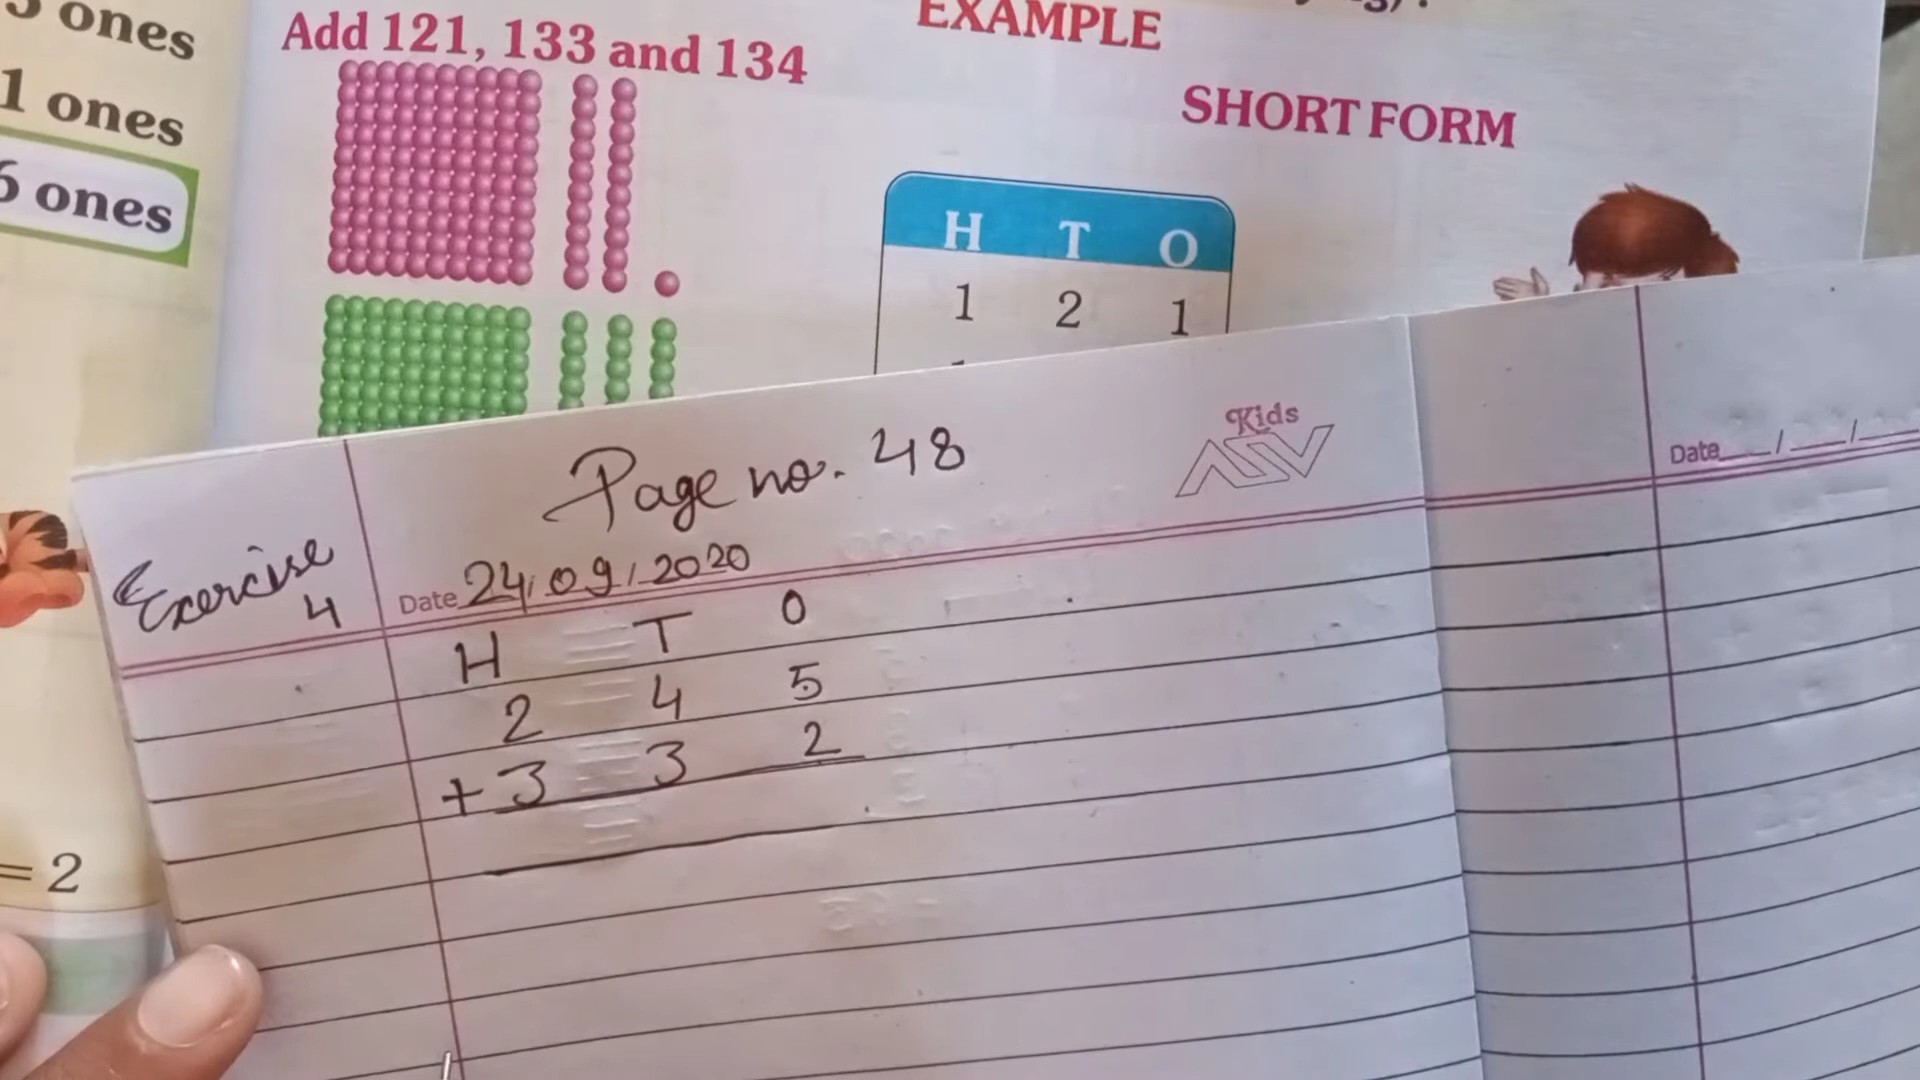 ones
1 ones
ones
= 2
Add 121, 133 and 134
EXAMPLE
SHORT FORM
H T O
1 2 1
Kids
ASV
Page no. 48
Exercise
4
Date 24/09/2020
H T O
2 4 5
+ 3 3 2
Date / /